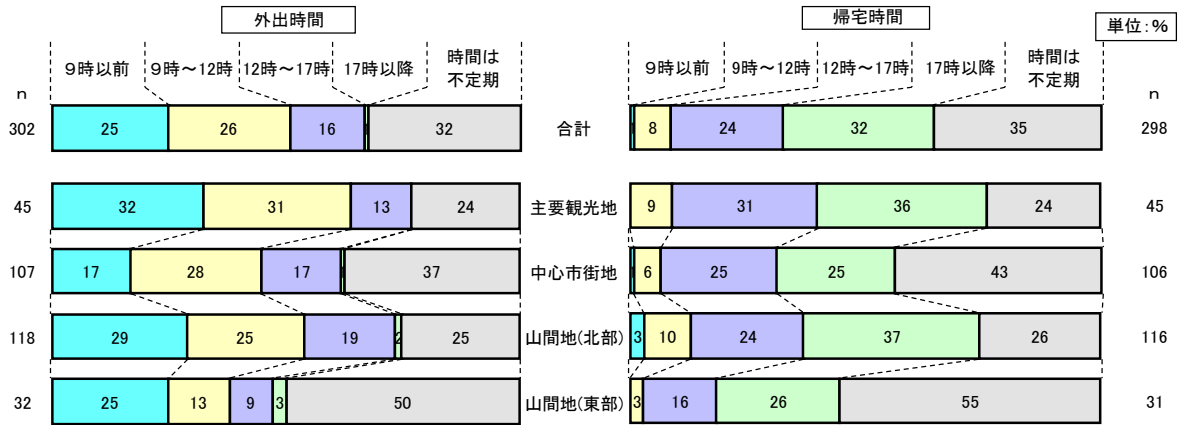 外出時間
帰宅時間
単位:%
9時以前 9時～12時 12時～17時 17時以降 時間は不定期
9時以前 9時～12時 12時～17時 17時以降 時間は不定期
n
n
302 25 26 16 1 32 合計 1 8 24 32 35 298
45 32 31 13 24 主要観光地 9 31 36 24 45
107 17 28 17 1 37 中心市街地 1 6 25 25 43 106
118 29 25 19 2 25 山間地(北部) 3 10 24 37 26 116
32 25 13 9 3 50 山間地(東部) 3 16 26 55 31